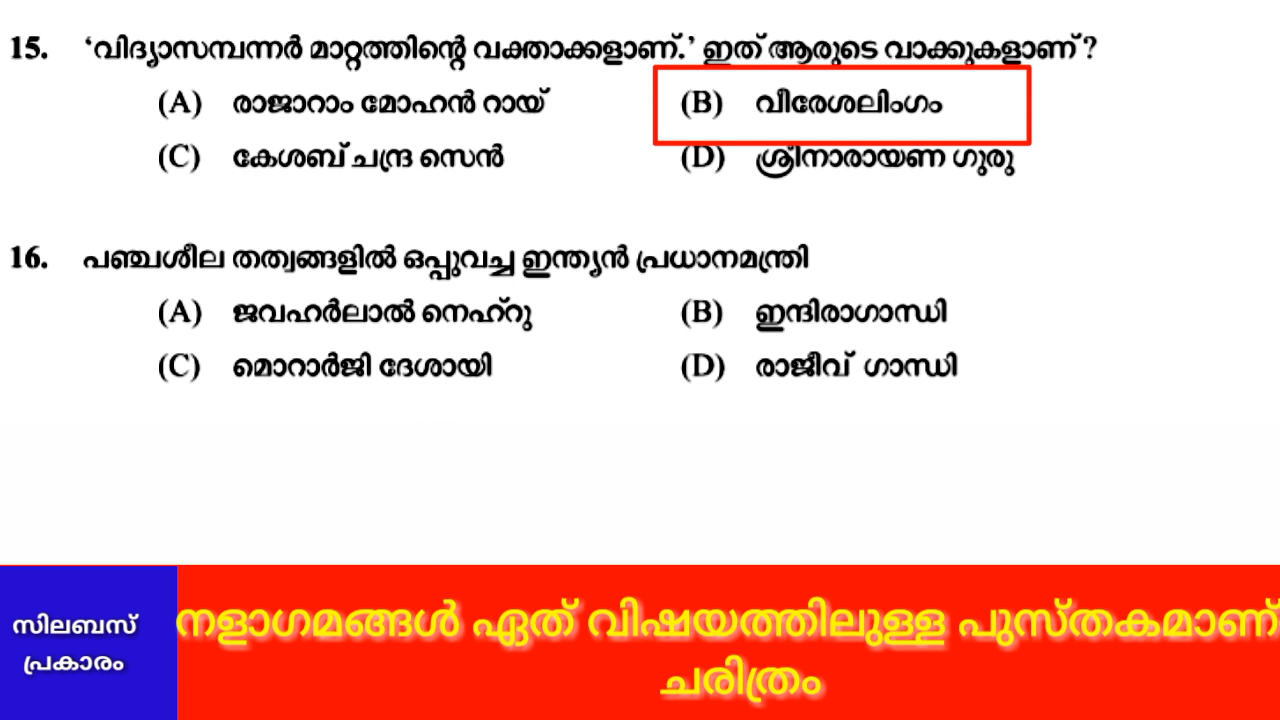 15. ‘വിദ്യാസമ്പന്നർ മാറ്റത്തിന്റെ വക്താക്കളാണ്.’ ഇത് ആരുടെ വാക്കുകളാണ് ?
(A) രാജാറാം മോഹൻ റായ് (B) വീരേശലിംഗം
(C) കേശബ് ചന്ദ്ര സെൻ (D) ശ്രീനാരായണ ഗുരു
16. പഞ്ചശീല തത്വങ്ങളിൽ ഒപ്പുവച്ച ഇന്ത്യൻ പ്രധാനമന്ത്രി
(A) ജവഹർലാൽ നെഹ്റു (B) ഇന്ദിരാഗാന്ധി
(C) മൊറാർജി ദേശായി (D) രാജീവ് ഗാന്ധി
സിലബസ്
പ്രകാരം
നളാഗമങ്ങൾ ഏത് വിഷയത്തിലുള്ള പുസ്തകമാണ്
ചരിത്രം